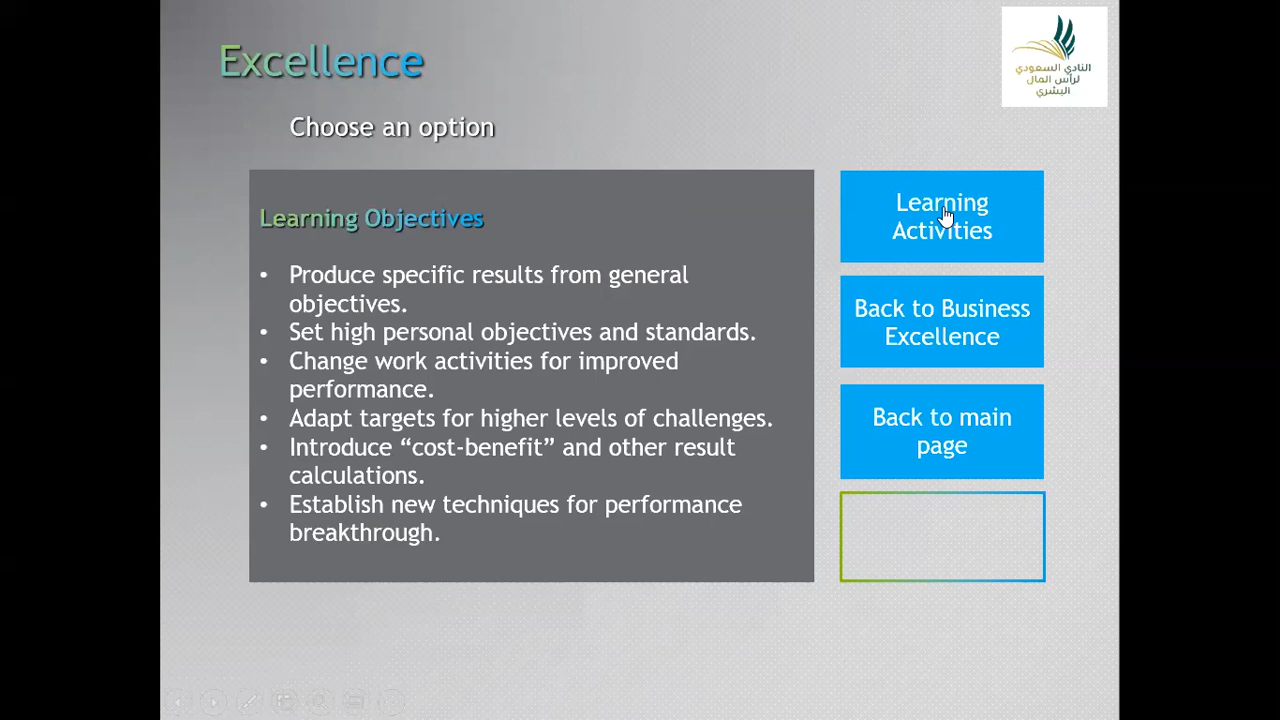 Excellence
النادي السعودي
لرأس المال
البشري
Choose an option
Learning Objectives
• Produce specific results from general
objectives.
• Set high personal objectives and standards.
• Change work activities for improved
performance.
• Adapt targets for higher levels of challenges.
• Introduce “cost-benefit” and other result
calculations.
• Establish new techniques for performance
breakthrough.
Learning
Activities
Back to Business
Excellence
Back to main
page